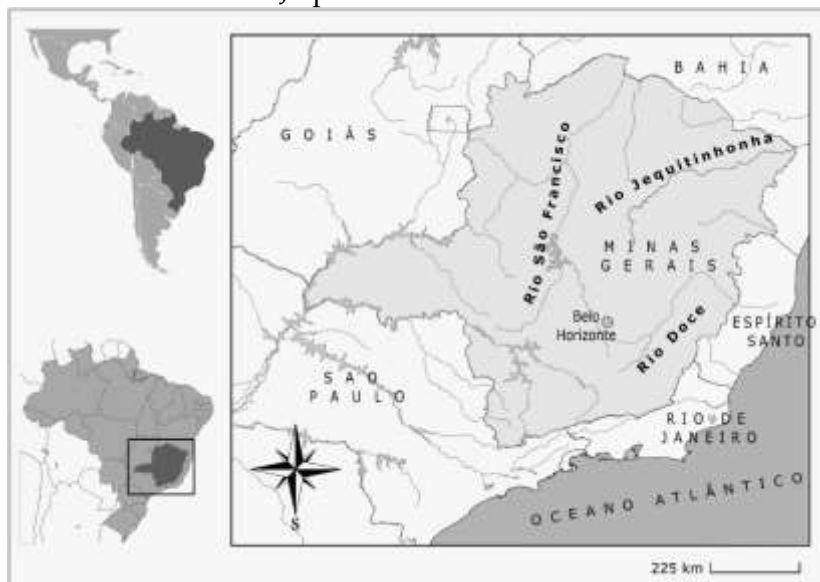 BAHIA
GOIÁS
Rio São Francisco
Rio Jequitinhonha
MINAS
GERAIS
Belo
Horizonte
Rio Doce
ESPÍRITO
SANTO
SAO
PAULO
RIO DE
JANEIRO
S
OCEANO ATLÂNTICO
225 km